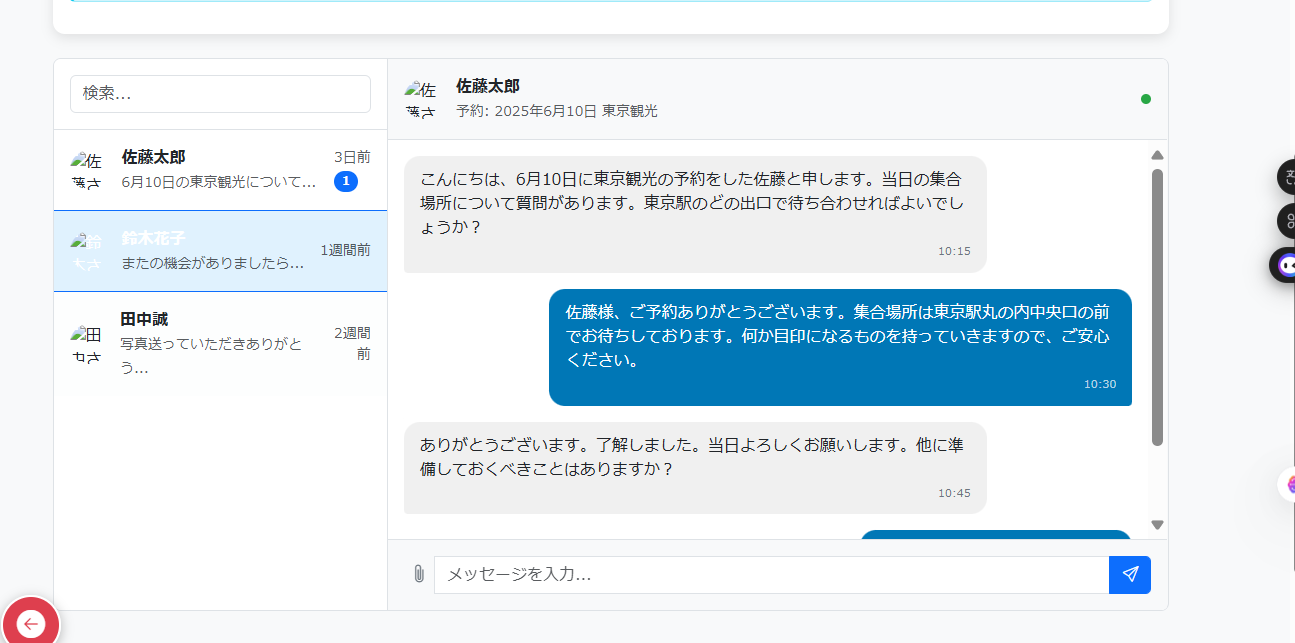 検索...
佐藤太郎
3日前
6月10日の東京観光について...
1
鈴木花子
1週間前
またの機会がありましたら...
田中誠
2週間
前
写真送っていただきありがと
う...
佐藤太郎
予約: 2025年6月10日 東京観光
こんにちは、6月10日に東京観光の予約をした佐藤と申します。当日の集合
場所について質問があります。東京駅のどの出口で待ち合わせればよいでし
ょうか？
10:15
佐藤様、ご予約ありがとうございます。集合場所は東京駅丸の内中央口の前
でお待ちしております。何か目印になるものを持っていきますので、ご安心
ください。
10:30
ありがとうございます。了解しました。当日よろしくお願いします。他に準
備しておくべきことはありますか？
10:45
メッセージを入力...